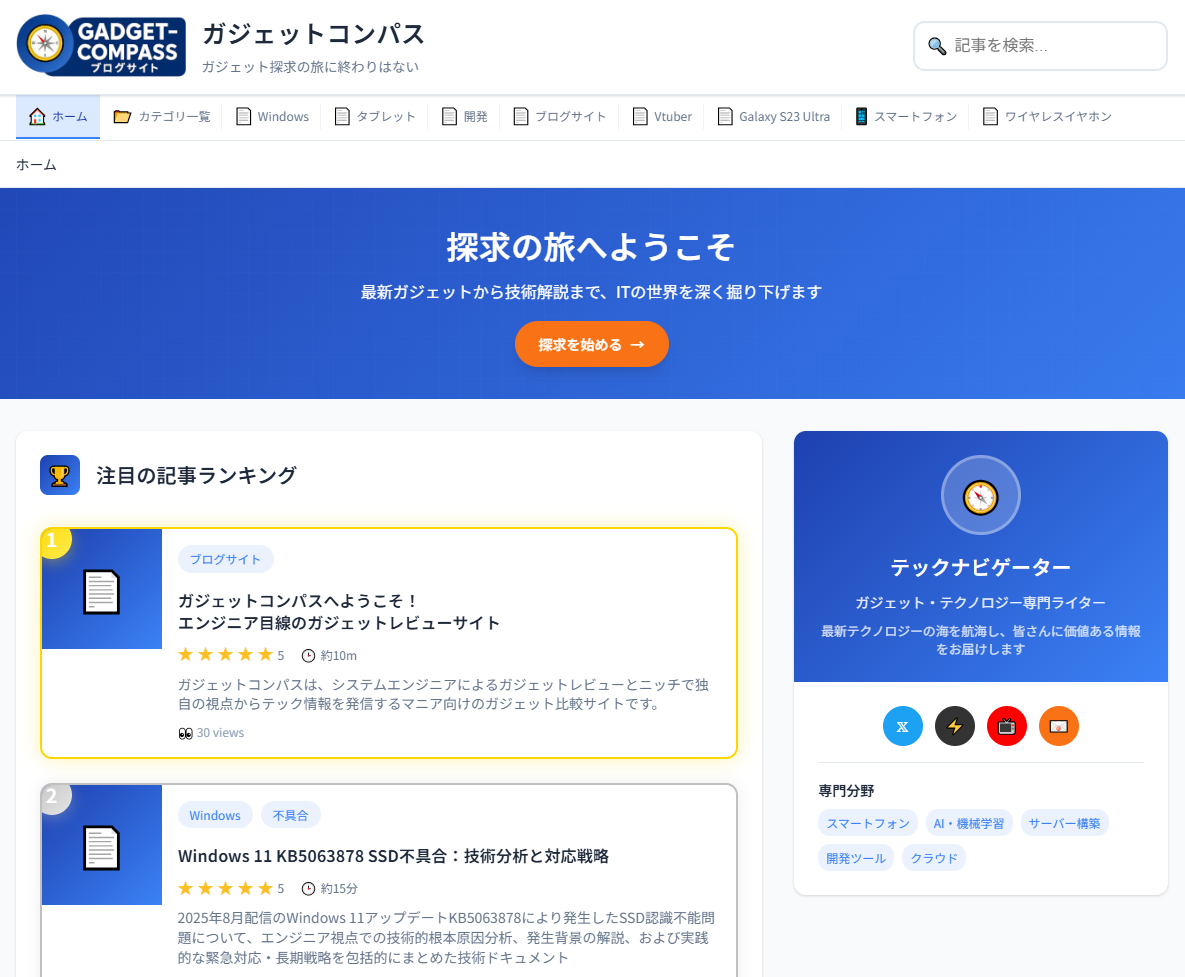 GADGET-
COMPASS
ブログサイト
ガジェットコンパス
ガジェット探求の旅に終わりはない
記事を検索...
ホーム
カテゴリ一覧
Windows
タブレット
開発
ブログサイト
Vtuber
Galaxy S23 Ultra
スマートフォン
ワイヤレスイヤホン
ホーム
探求の旅へようこそ
最新ガジェットから技術解説まで、ITの世界を深く掘り下げます
探求を始める →
注目の記事ランキング
1
ブログサイト
ガジェットコンパスへようこそ！
エンジニア目線のガジェットレビューサイト
★★★★★ 5 約10m
ガジェットコンパスは、システムエンジニアによるガジェットレビューとニッチで独
自の視点からテック情報を発信するマニア向けのガジェット比較サイトです。
30 views
2
Windows 不具合
Windows 11 KB5063878 SSD不具合：技術分析と対応戦略
★★★★★ 5 約15分
2025年8月配信のWindows 11アップデートKB5063878により発生したSSD認識不能問
題について、エンジニア視点での技術的根本原因分析、発生背景の解説、および実践
的な緊急対応・長期戦略を包括的にまとめた技術ドキュメント
テックナビゲーター
ガジェット・テクノロジー専門ライター
最新テクノロジーの海を航海し、皆さんに価値ある情報
をお届けします
𝕏
専門分野
スマートフォン AI・機械学習 サーバー構築
開発ツール クラウド